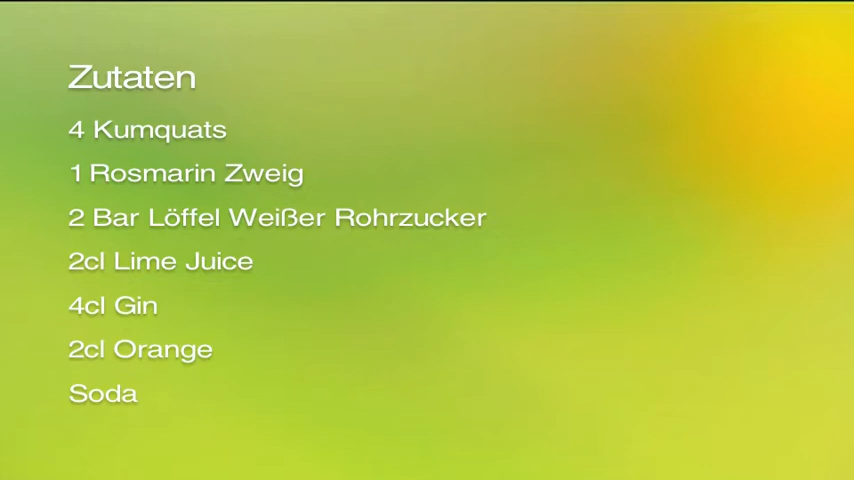 Zutaten
4 Kumquats
1 Rosmarin Zweig
2 Bar Löffel Weißer Rohrzucker
2cl Lime Juice
4cl Gin
2cl Orange
Soda